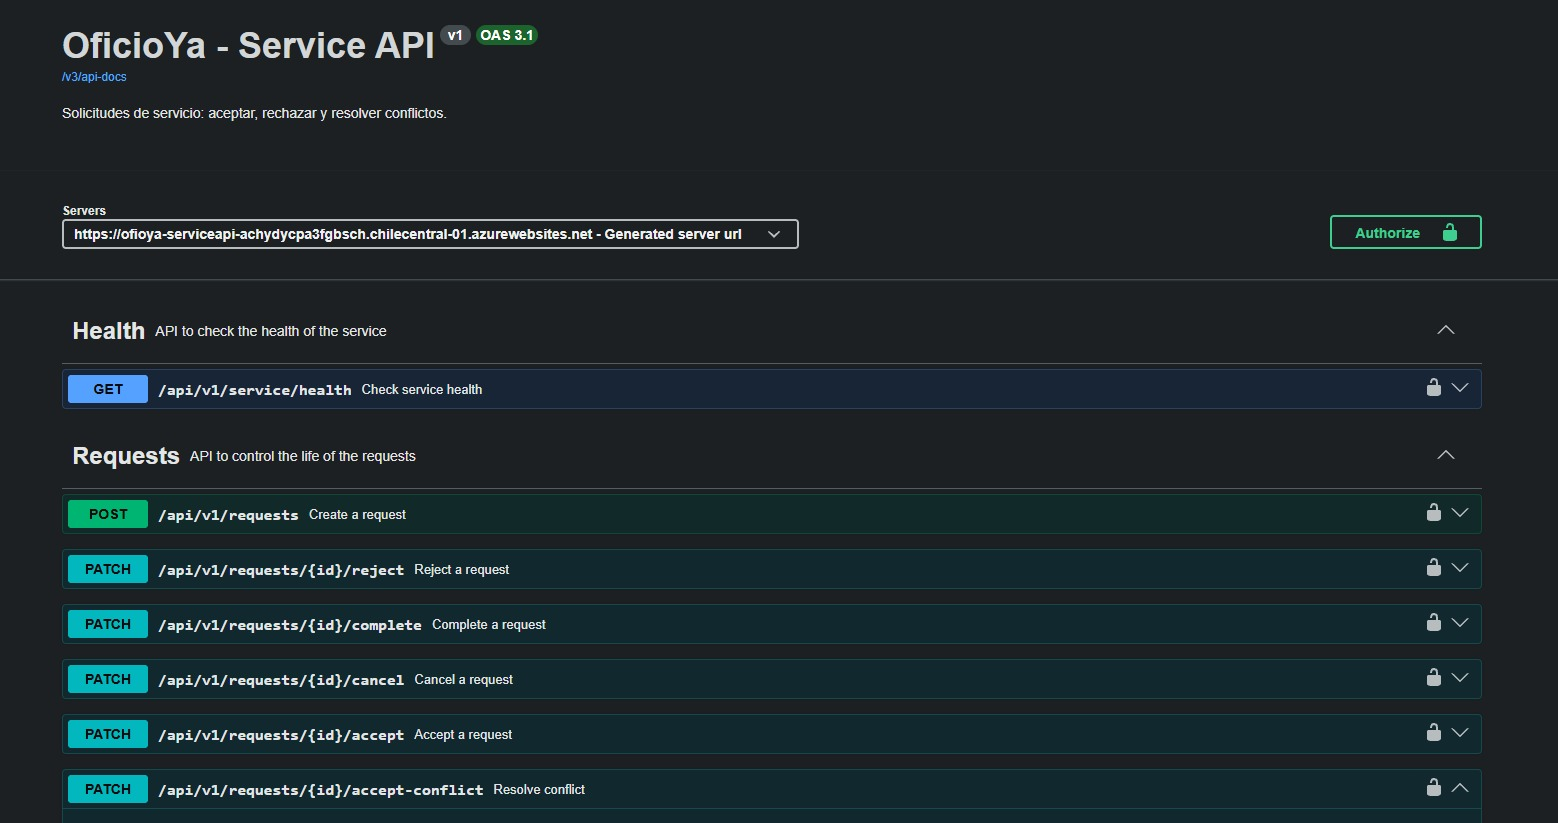 OficioYa - Service API v1 OAS 3.1
/v3/api-docs
Solicitudes de servicio: aceptar, rechazar y resolver conflictos.
Servers
https://ofioya-serviceapi-achydycpa3fgbsch.chilecentral-01.azurewebsites.net - Generated server url
Authorize
Health API to check the health of the service
GET /api/v1/service/health Check service health
Requests API to control the life of the requests
POST /api/v1/requests Create a request
PATCH /api/v1/requests/{id}/reject Reject a request
PATCH /api/v1/requests/{id}/complete Complete a request
PATCH /api/v1/requests/{id}/cancel Cancel a request
PATCH /api/v1/requests/{id}/accept Accept a request
PATCH /api/v1/requests/{id}/accept-conflict Resolve conflict